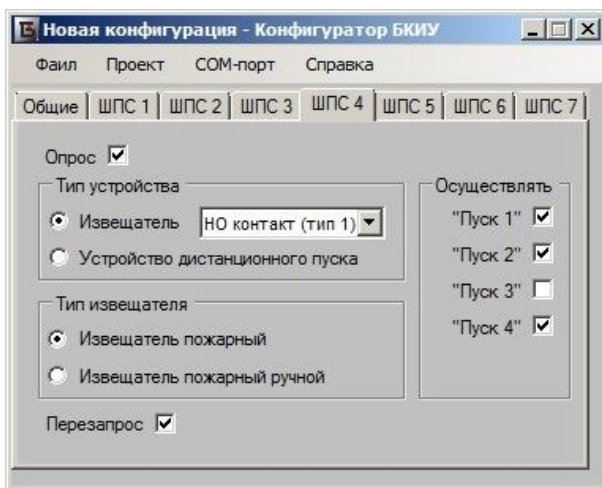 Новая конфигурация - Конфигуратор БКИУ
Фаил Проект COM-порт Справка
Общие ШПС 1 ШПС 2 ШПС 3 ШПС 4 ШПС 5 ШПС 6 ШПС 7
Опрос
Тип устройства
Извещатель НО контакт (тип 1)
Устройство дистанционного пуска
Тип извещателя
Извещатель пожарный
Извещатель пожарный ручной
Перезапрос
Осуществлять
"Пуск 1"
"Пуск 2"
"Пуск 3"
"Пуск 4"